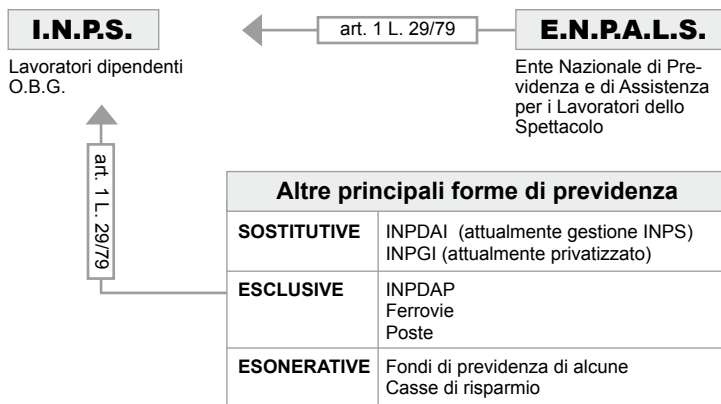 I.N.P.S.
art. 1 L. 29/79
E.N.P.A.L.S.
Lavoratori dipendenti
O.B.G.
Ente Nazionale di Pre-
videnza e di Assistenza
per i Lavoratori dello
Spettacolo
art. 1 L. 29/79
Altre principali forme di previdenza
SOSTITUTIVE
INPDAI (attualmente gestione INPS)
INPGI (attualmente privatizzato)
ESCLUSIVE
INPDAP
Ferrovie
Poste
ESONERATIVE
Fondi di previdenza di alcune
Casse di risparmio